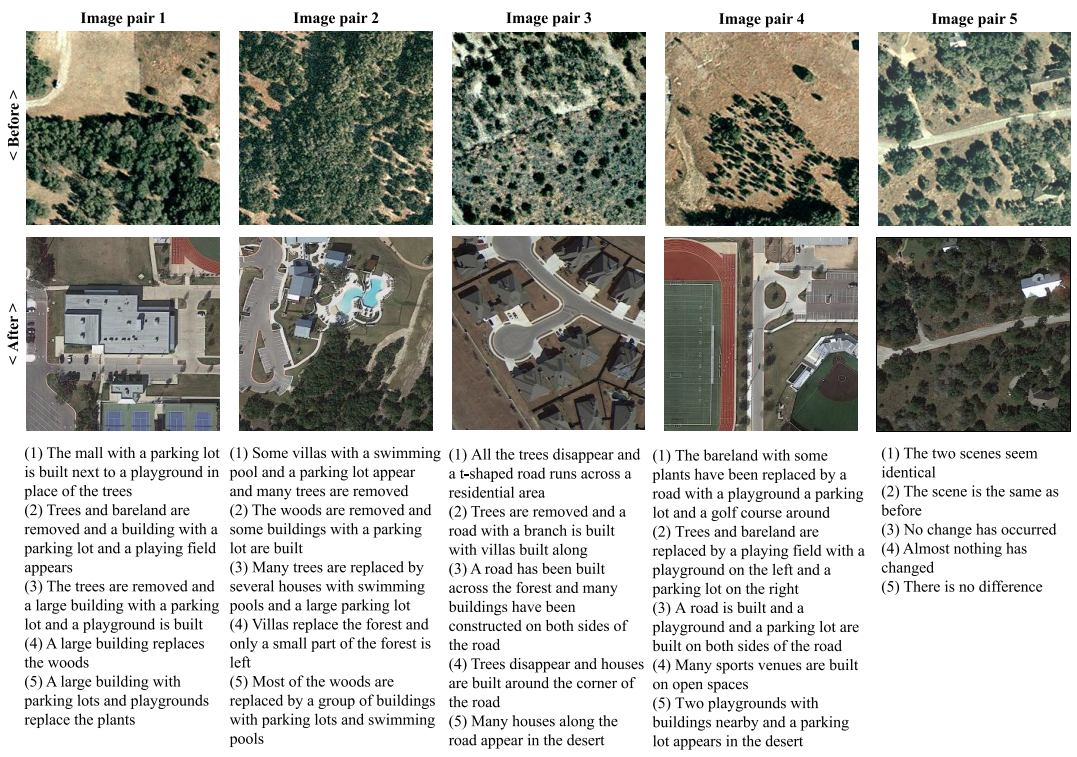 Image pair 1
Image pair 2
Image pair 3
Image pair 4
Image pair 5
< Before >
< After >
(1) The mall with a parking lot
is built next to a playground in
place of the trees
(2) Trees and bareland are
removed and a building with a
parking lot and a playing field
appears
(3) The trees are removed and
a large building with a parking
lot and a playground is built
(4) A large building replaces
the woods
(5) A large building with
parking lots and playgrounds
replace the plants
(1) Some villas with a swimming
pool and a parking lot appear
and many trees are removed
(2) The woods are removed and
some buildings with a parking
lot are built
(3) Many trees are replaced by
several houses with swimming
pools and a large parking lot
(4) Villas replace the forest and
only a small part of the forest is
left
(5) Most of the woods are
replaced by a group of buildings
with parking lots and swimming
pools
(1) All the trees disappear and
a t-shaped road runs across a
residential area
(2) Trees are removed and a
road with a branch is built
with villas built along
(3) A road has been built
across the forest and many
buildings have been
constructed on both sides of
the road
(4) Trees disappear and houses
are built around the corner of
the road
(5) Many houses along the
road appear in the desert
(1) The bareland with some
plants have been replaced by a
road with a playground a parking
lot and a golf course around
(2) Trees and bareland are
replaced by a playing field with a
playground on the left and a
parking lot on the right
(3) A road is built and a
playground and a parking lot are
built on both sides of the road
(4) Many sports venues are built
on open spaces
(5) Two playgrounds with
buildings nearby and a parking
lot appears in the desert
(1) The two scenes seem
identical
(2) The scene is the same as
before
(3) No change has occurred
(4) Almost nothing has
changed
(5) There is no difference